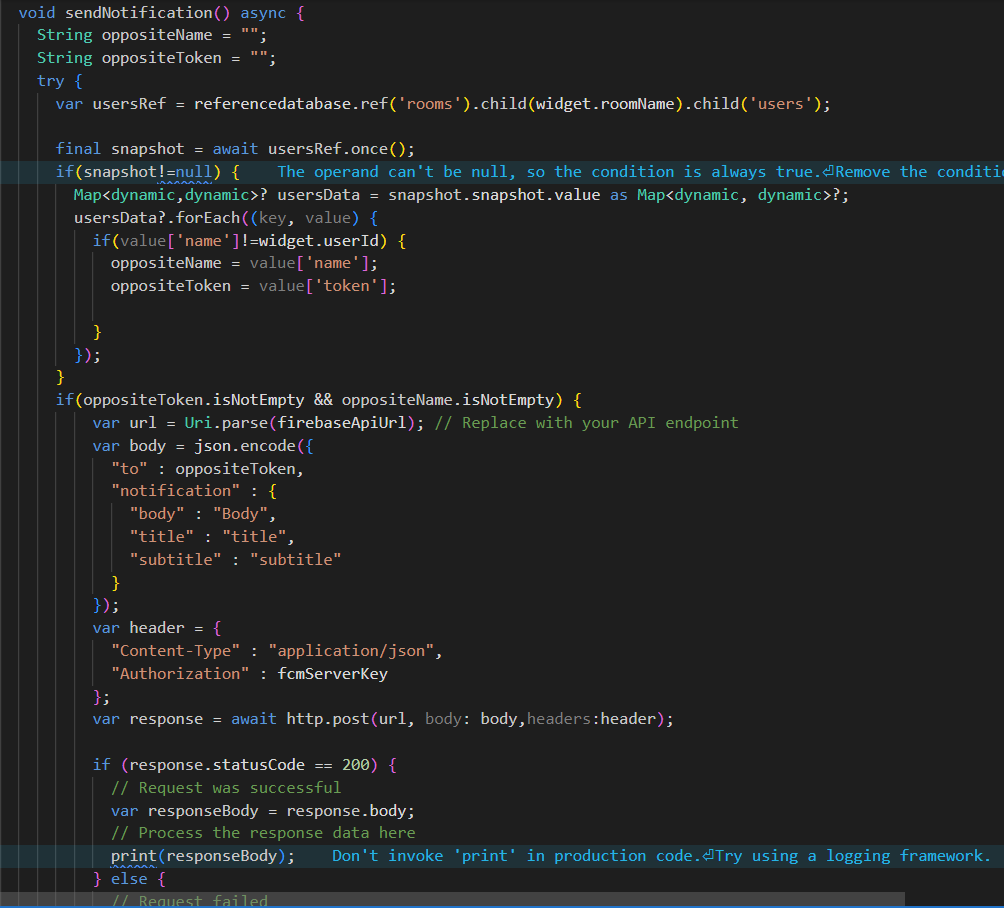 void sendNotification() async {
String oppositeName = "";
String oppositeToken = "";
try {
var usersRef = referencedatabase.ref('rooms').child(widget.roomName).child('users');
final snapshot = await usersRef.once();
if(snapshot!=null) { The operand can't be null, so the condition is always true.⏎Remove the conditio
Map<dynamic,dynamic>? usersData = snapshot.snapshot.value as Map<dynamic, dynamic>?;
usersData?.forEach((key, value) {
if(value['name']!=widget.userId) {
oppositeName = value['name'];
oppositeToken = value['token'];
}
});
}
if(oppositeToken.isNotEmpty && oppositeName.isNotEmpty) {
var url = Uri.parse(firebaseApiUrl); // Replace with your API endpoint
var body = json.encode({
"to" : oppositeToken,
"notification" : {
"body" : "Body",
"title" : "title",
"subtitle" : "subtitle"
}
});
var header = {
"Content-Type" : "application/json",
"Authorization" : fcmServerKey
};
var response = await http.post(url, body: body,headers:header);
if (response.statusCode == 200) {
// Request was successful
var responseBody = response.body;
// Process the response data here
print(responseBody); Don't invoke 'print' in production code.⏎Try using a logging framework.
} else {
// Request failed